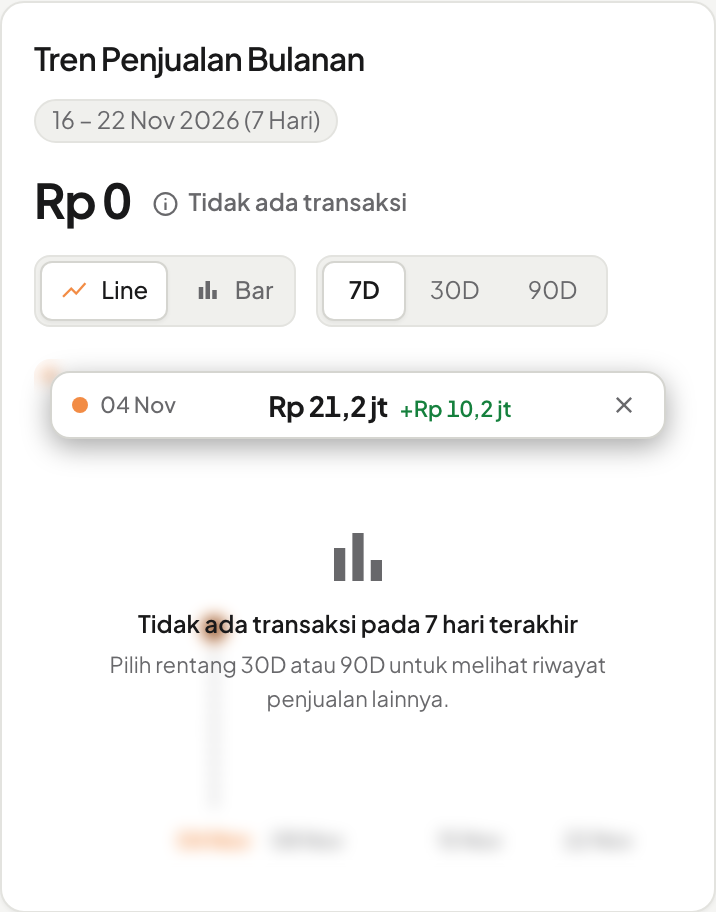 Tren Penjualan Bulanan
16 – 22 Nov 2026 (7 Hari)
Rp 0 Tidak ada transaksi
Line Bar 7D 30D 90D
04 Nov Rp 21,2 jt +Rp 10,2 jt
Tidak ada transaksi pada 7 hari terakhir
Pilih rentang 30D atau 90D untuk melihat riwayat
penjualan lainnya.